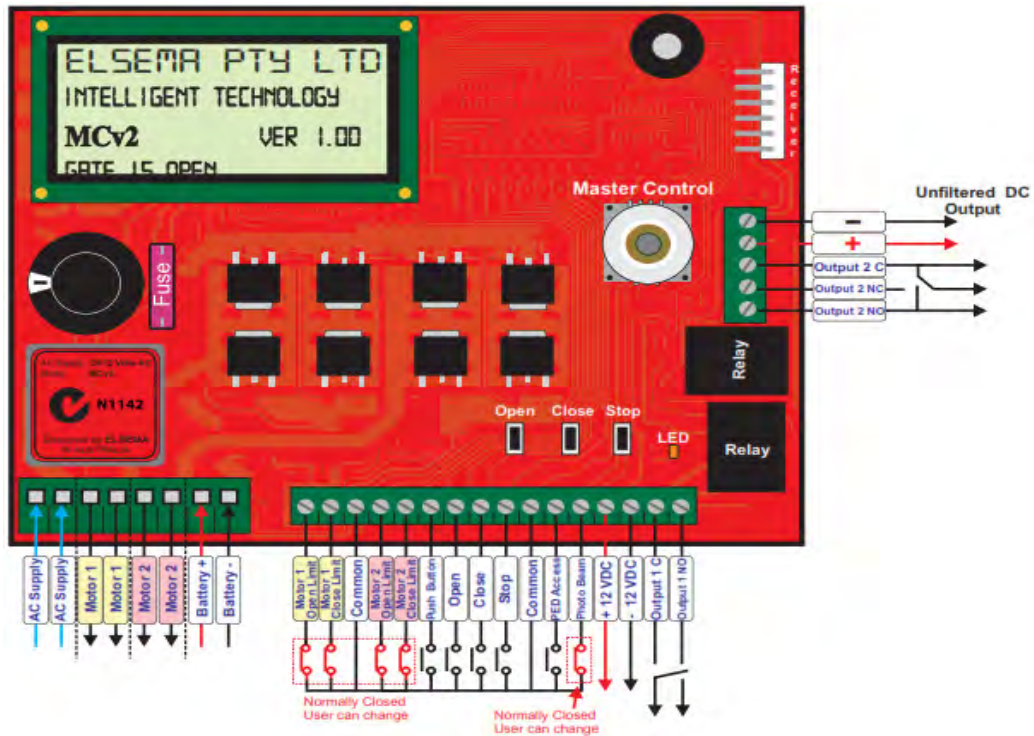 ELSEMA PTY LTD
INTELLIGENT TECHNOLOGY
MCv2 VER 1.00
GATE IS OPEN
Receiver
Master Control
Unfiltered DC
Output
-
+
Output 2 C
Output 2 NC
Output 2 NO
Fuse
Relay
N1142
Open Close Stop
LED
Relay
AC Supply
AC Supply
Motor 1
Motor 1
Motor 2
Motor 2
Battery +
Battery -
Motor 1
Open Limit
Motor 1
Close Limit
Common
Motor 2
Open Limit
Motor 2
Close Limit
Push Button
Open
Close
Stop
Common
PED Access
Photo Beam
+ 12 VDC
- 12 VDC
Output 1 C
Output 1 NO
Normally Closed
User can change
Normally Closed
User can change